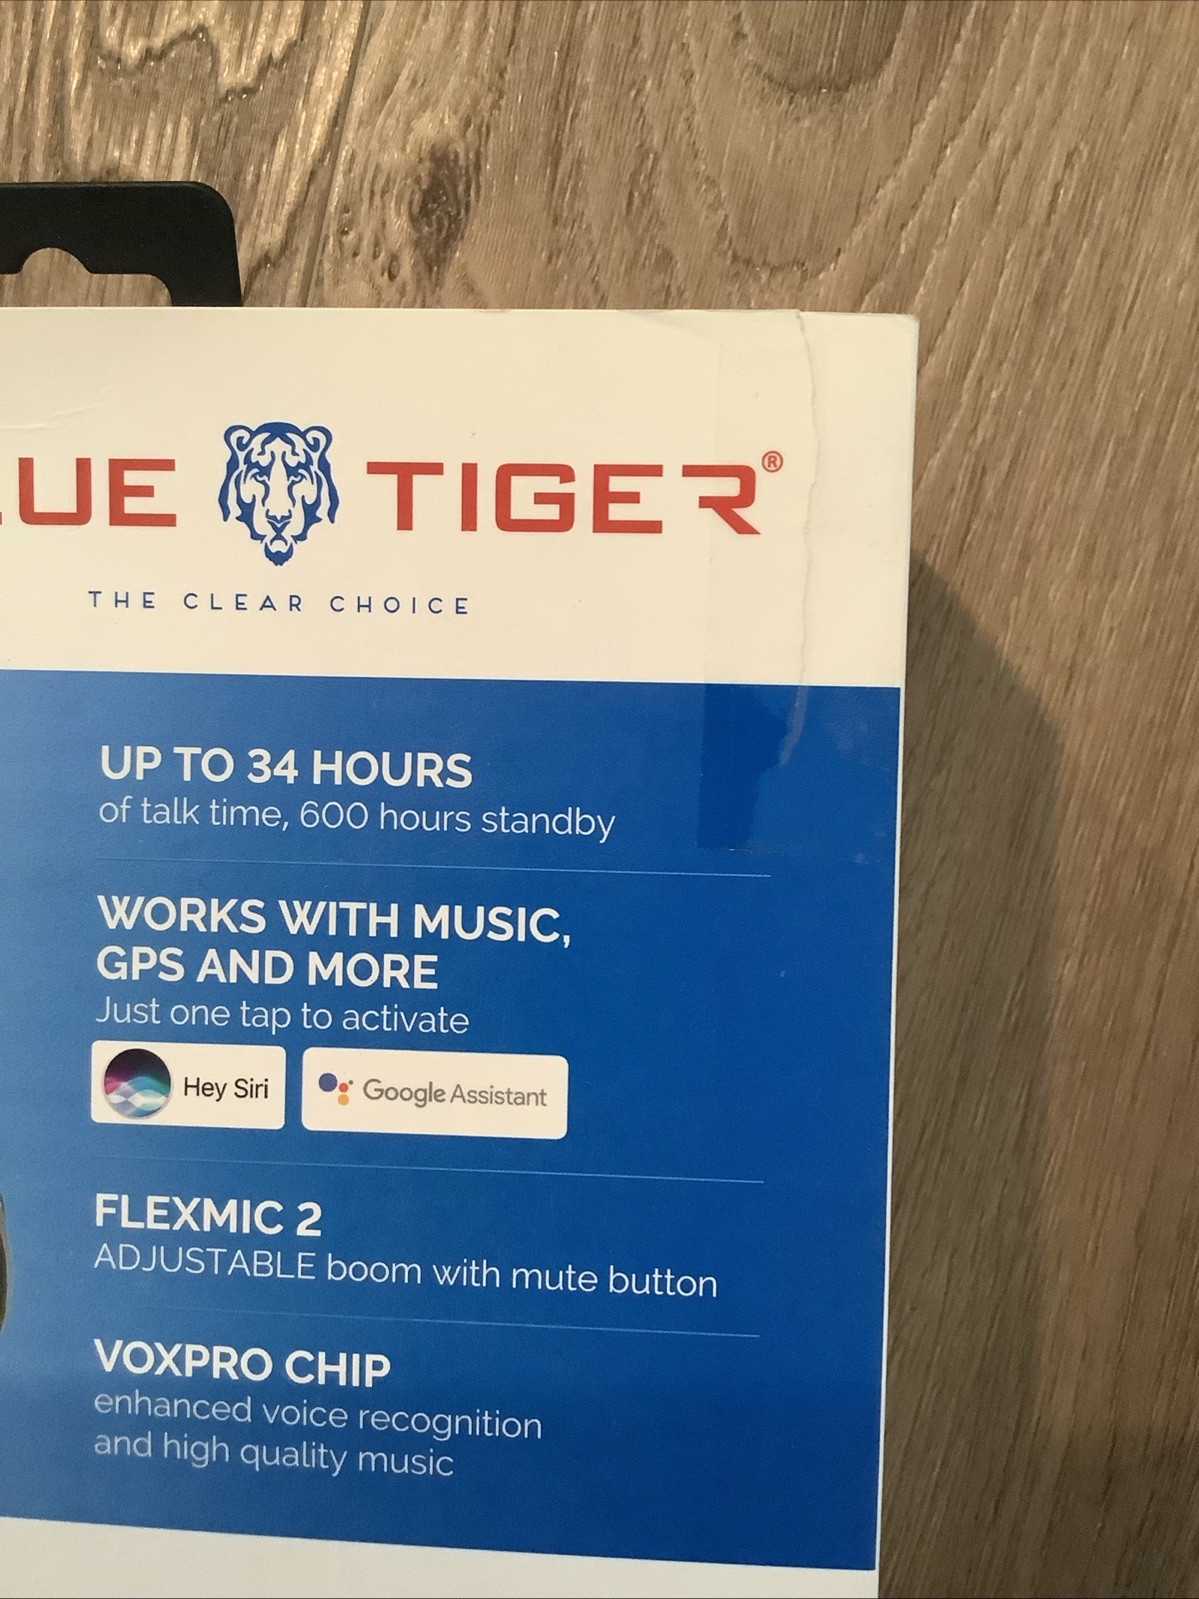 LUE TIGER®
THE CLEAR CHOICE
UP TO 34 HOURS
of talk time, 600 hours standby
WORKS WITH MUSIC,
GPS AND MORE
Just one tap to activate
Hey Siri
Google Assistant
FLEXMIC 2
ADJUSTABLE boom with mute button
VOXPRO CHIP
enhanced voice recognition
and high quality music